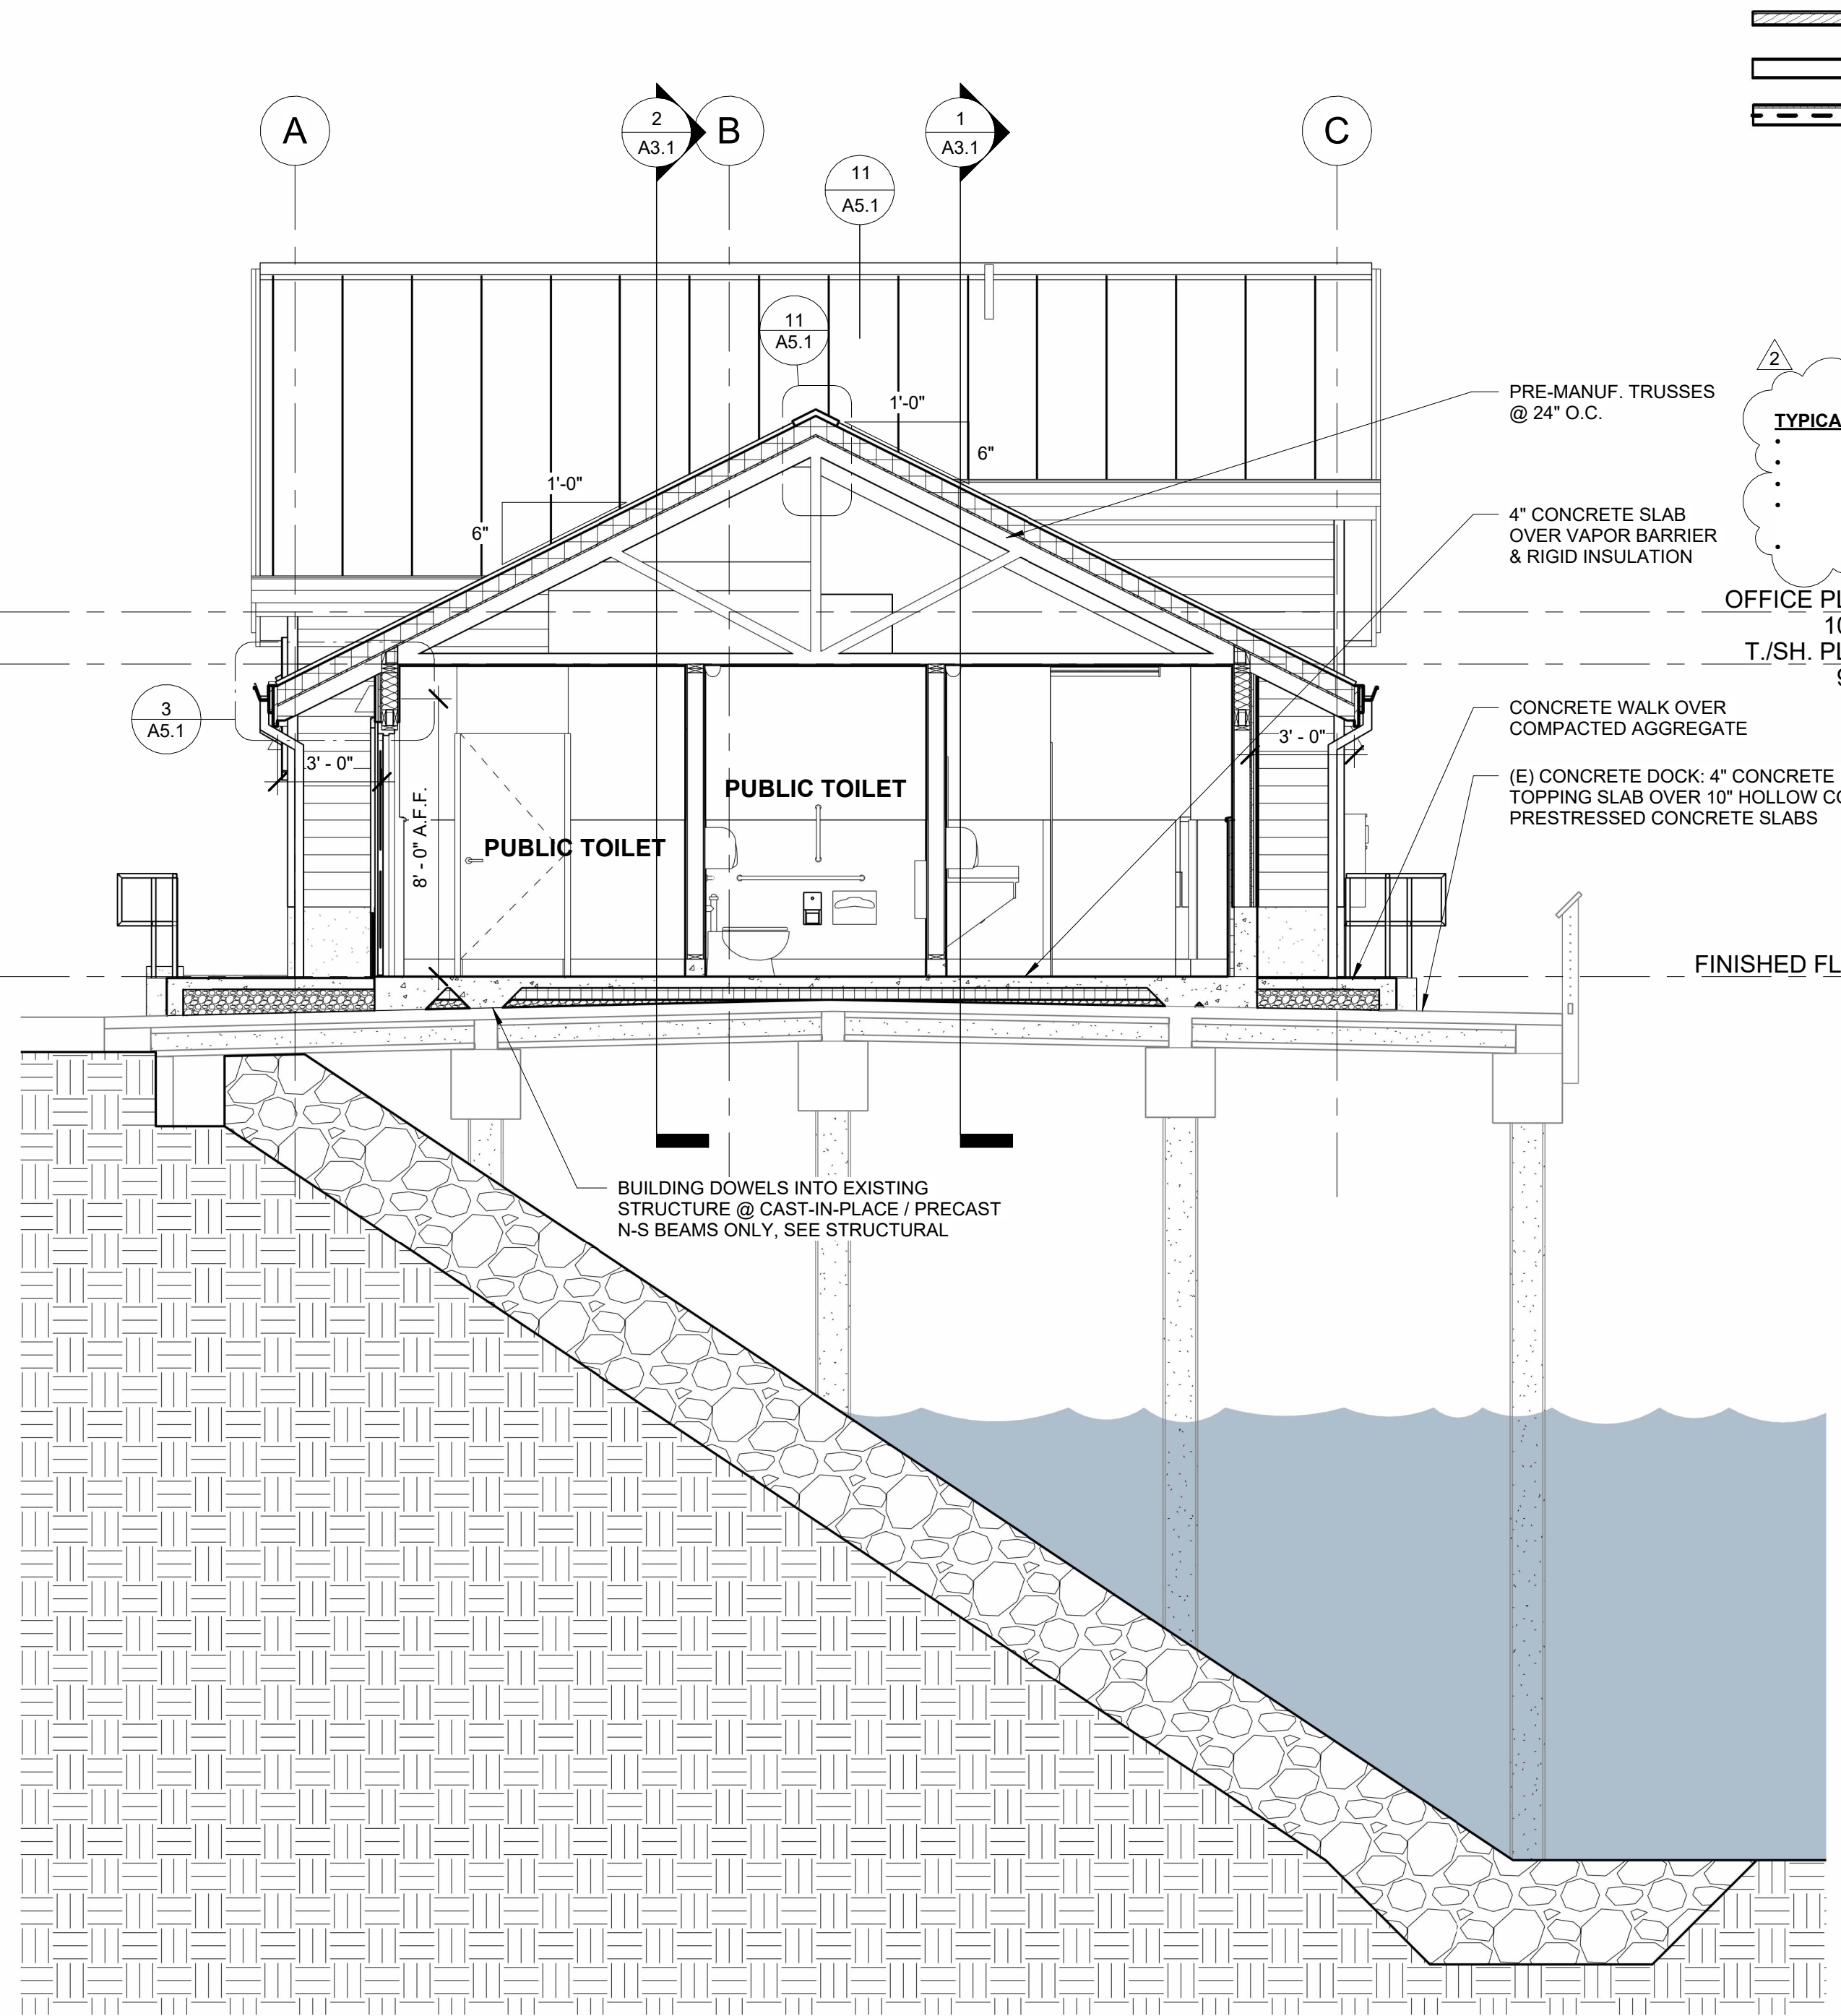 A
2
A3.1
B
1
A3.1
C
11
A5.1
11
A5.1
2
1'-0"
6"
1'-0"
6"
PRE-MANUF. TRUSSES
@ 24" O.C.
TYPICA
4" CONCRETE SLAB
OVER VAPOR BARRIER
& RIGID INSULATION
OFFICE PL
10
T./SH. PL
9
3
A5.1
3' - 0"
3' - 0"
CONCRETE WALK OVER
COMPACTED AGGREGATE
(E) CONCRETE DOCK: 4" CONCRETE
TOPPING SLAB OVER 10" HOLLOW CO
PRESTRESSED CONCRETE SLABS
8' - 0" A.F.F.
PUBLIC TOILET
PUBLIC TOILET
FINISHED FL
BUILDING DOWELS INTO EXISTING
STRUCTURE @ CAST-IN-PLACE / PRECAST
N-S BEAMS ONLY, SEE STRUCTURAL